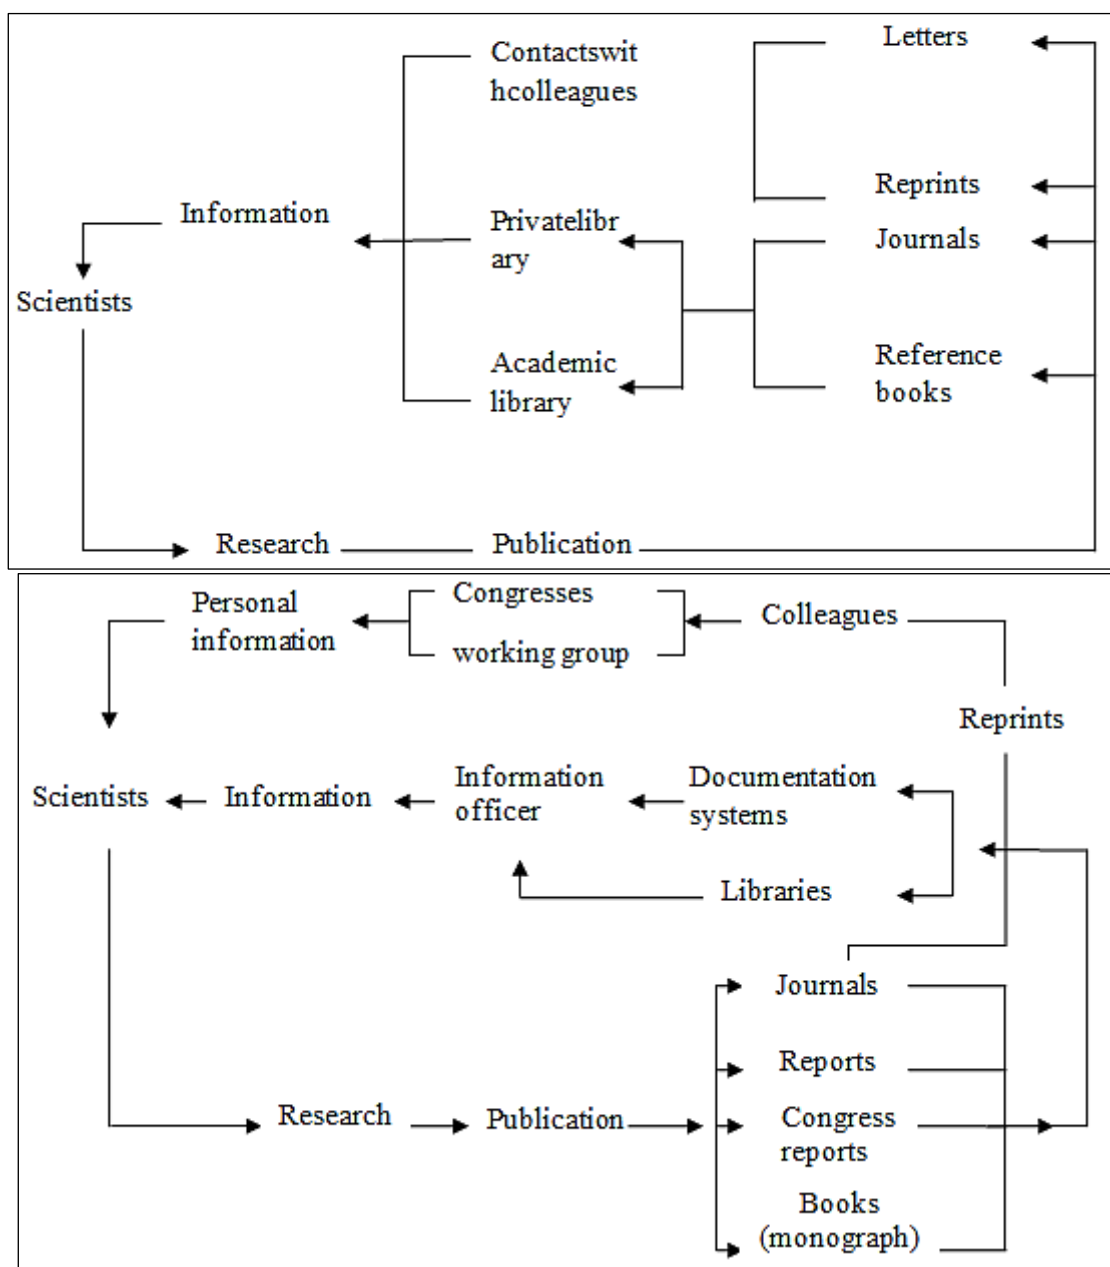 Letters
Contactswit
hcolleagues
Reprints
Information
Privatelibr
ary
Journals
Scientists
Academic
library
Reference
books
Research
Publication
Personal
information
Congresses
working group
Colleagues
Reprints
Scientists
Information
Information
officer
Documentation
systems
Libraries
Journals
Reports
Research
Publication
Congress
reports
Books
(monograph)